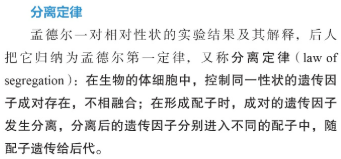 分离定律
孟德尔一对相对性状的实验结果及其解释，后人
把它归纳为孟德尔第一定律，又称分离定律（law of
segregation）：在生物的体细胞中，控制同一性状的遗传因
子成对存在，不相融合；在形成配子时，成对的遗传因子
发生分离，分离后的遗传因子分别进入不同的配子中，随
配子遗传给后代。